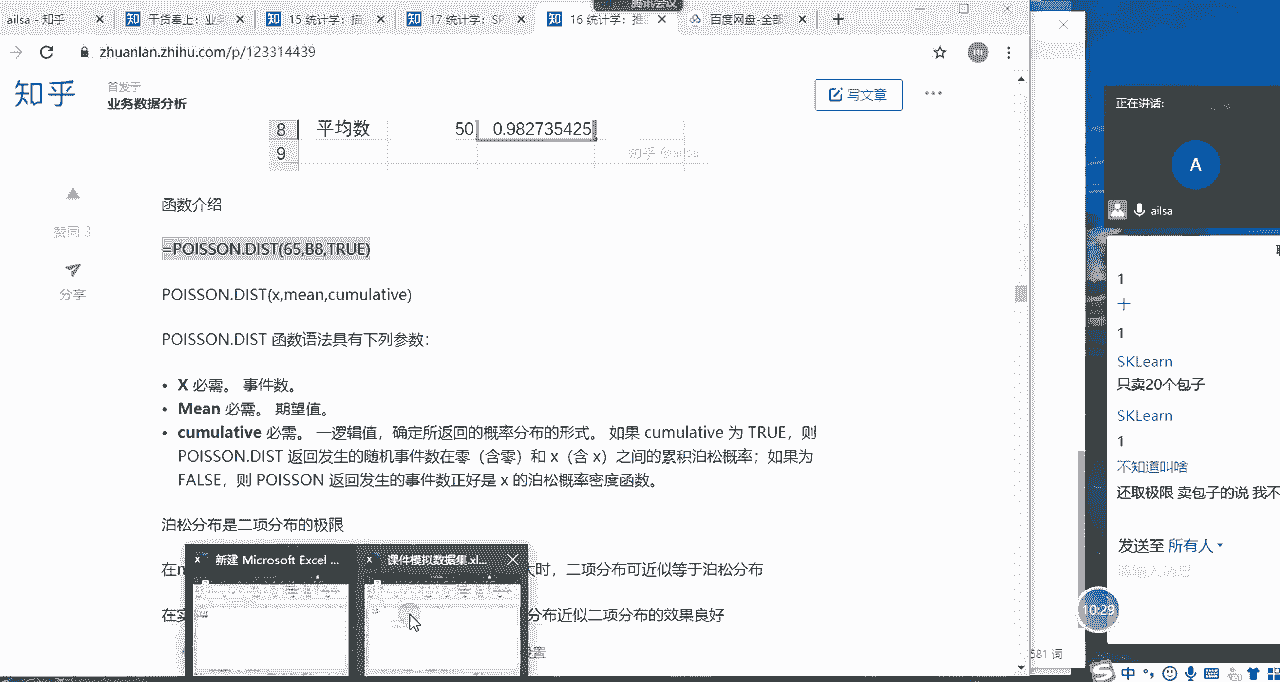 ailsa - 知乎
干货奉上：业务
15 统计学：推
17 统计学：SP
16 统计学：推
腾讯会议
百度网盘-全部
zhuanlan.zhihu.com/p/123314439
知乎
首发于
业务数据分析
写文章
8 平均数 50 0.982735425
9
知乎 @ailsa
赞同 3
分享
函数介绍
=POISSON.DIST(65,B8,TRUE)
POISSON.DIST(x,mean,cumulative)
POISSON.DIST 函数语法具有下列参数：
• X 必需。 事件数。
• Mean 必需。 期望值。
• cumulative 必需。 一逻辑值，确定所返回的概率分布的形式。 如果 cumulative 为 TRUE，则
POISSON.DIST 返回发生的随机事件数在零（含零）和 x（含 x）之间的累积泊松概率；如果为
FALSE，则 POISSON 返回发生的事件数正好是 x 的泊松概率密度函数。
泊松分布是二项分布的极限
新建 Microsoft Excel ...
课件模拟数据集.xl...
大时，二项分布可近似等于泊松分布
分布近似二项分布的效果良好
正在讲话:
A
ailsa
1
十
1
SKLearn
只卖20个包子
SKLearn
1
不知道叫啥
还取极限 卖包子的说 我不
发送至 所有人
请输入消息
10:29
581 词
中